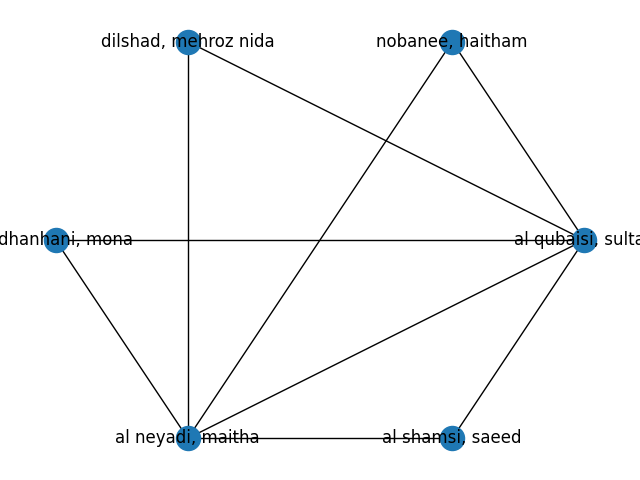 dilshad, mehroz nida
nobanee, haitham
dhanhani, mona
al qubaisi, sulta
al neyadi, maitha
al shamsi, saeed